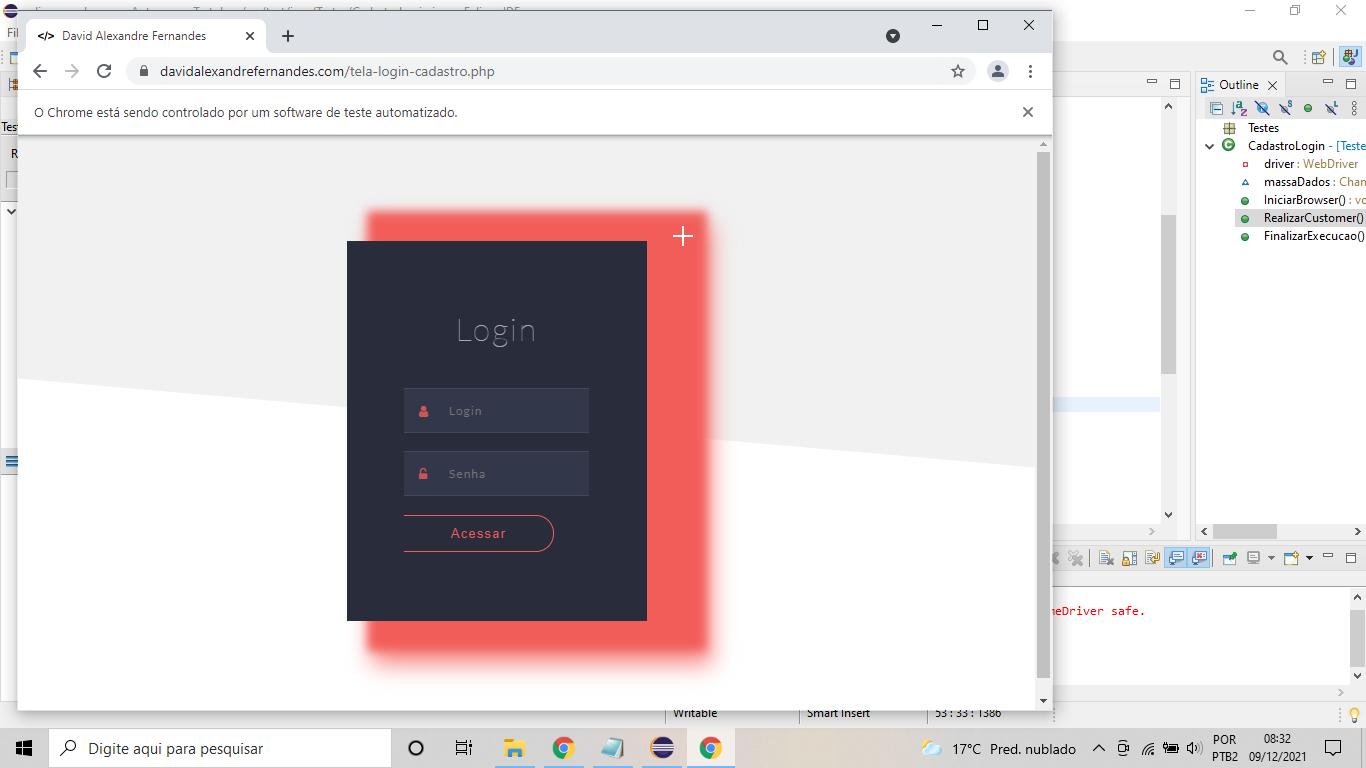 </> David Alexandre Fernandes
davidalexandrefernandes.com/tela-login-cadastro.php
O Chrome está sendo controlado por um software de teste automatizado.
Login
Login
Senha
Acessar
Outline
Testes
CadastroLogin - [Teste
driver : WebDriver
massaDados : Chan
IniciarBrowser() : vo
RealizarCustomer()
FinalizarExecucao()
meDriver safe.
Writable
Smart Insert
53 : 33 : 1386
Digite aqui para pesquisar
17°C Pred. nublado
POR
PTB2
08:32
09/12/2021